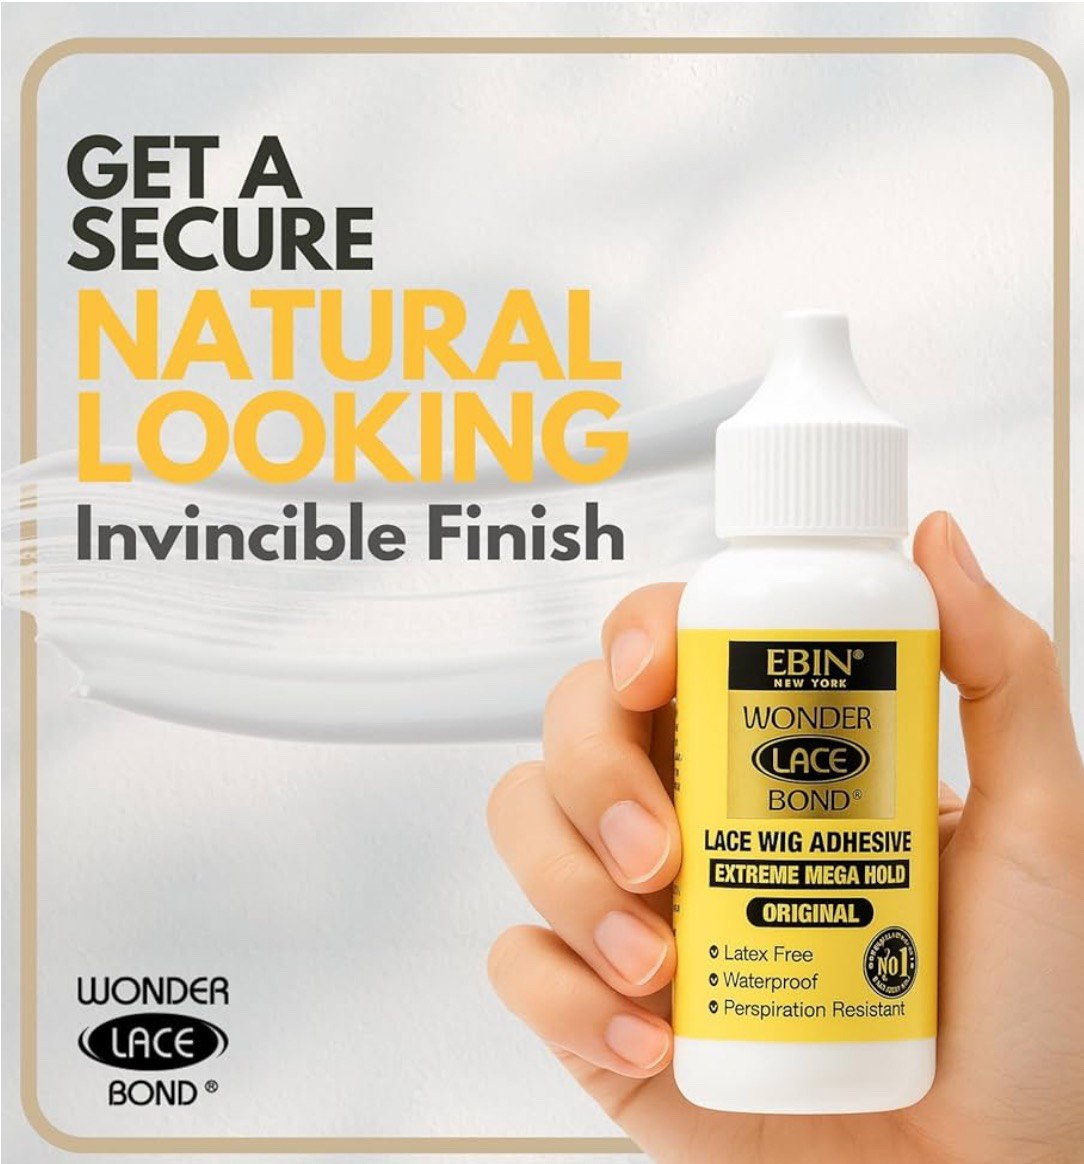 GET A
SECURE
NATURAL
LOOKING
Invincible Finish
EBIN®
NEW YORK
WONDER
LACE
BOND®
LACE WIG ADHESIVE
EXTREME MEGA HOLD
ORIGINAL
Latex Free
Waterproof
Perspiration Resistant
NO1
WONDER
LACE
BOND®